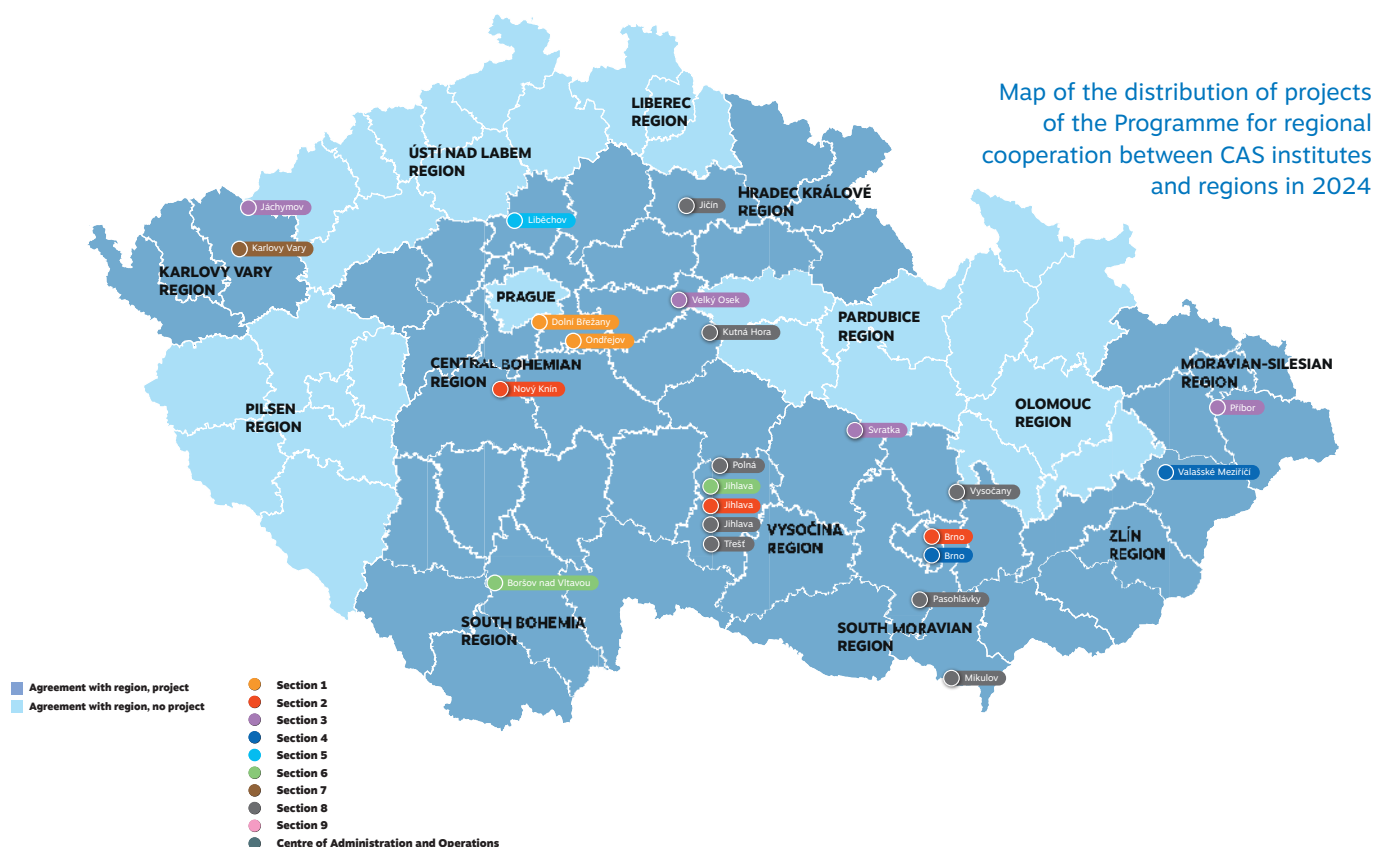 Map of the distribution of projects
of the Programme for regional
cooperation between CAS institutes
and regions in 2024
LIBEREC
REGION
ÚSTÍ NAD LABEM
REGION
HRADEC KRÁLOVÉ
REGION
Jáchymov
Jičín
Liběchov
Karlovy Vary
KARLOVY VARY
REGION
PRAGUE
Velký Osek
PARDUBICE
REGION
Dolní Břežany
Kutná Hora
Ondřejov
CENTRAL BOHEMIAN
REGION
MORAVIAN-SILESIAN
REGION
Nový Knín
PILSEN
REGION
OLOMOUC
REGION
Příbor
Svratka
Polná
Valašské Meziříčí
Jihlava
Vysočany
Jihlava
Jihlava
Třešť
VYSOČINA
REGION
Brno
Brno
ZLÍN
REGION
Boršov nad Vltavou
Pasohlávky
SOUTH BOHEMIA
REGION
SOUTH MORAVIAN
REGION
Mikulov
Agreement with region, project
Agreement with region, no project
Section 1
Section 2
Section 3
Section 4
Section 5
Section 6
Section 7
Section 8
Section 9
Centre of Administration and Operations